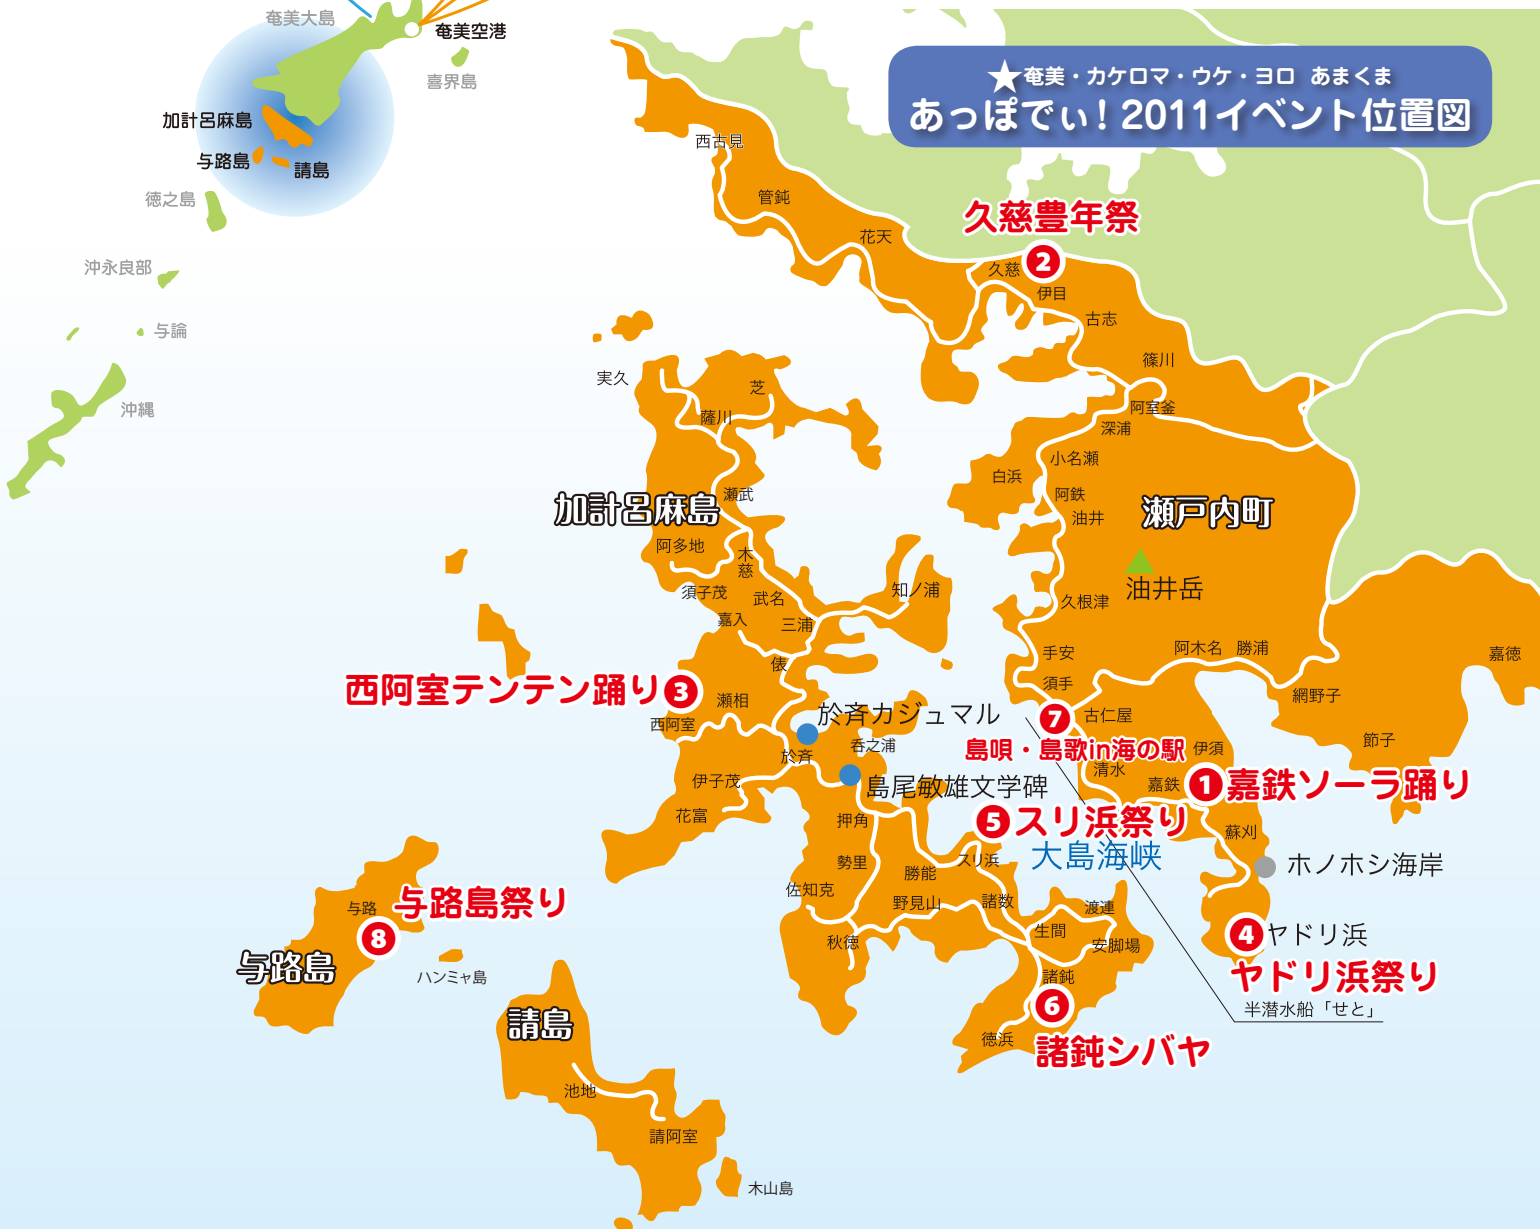 奄美大島
奄美空港
喜界島
加計呂麻島
与路島
請島
徳之島
沖永良部
与論
沖縄
★奄美・カケロマ・ウケ・ヨロ あまくま
あっぽでぃ！2011イベント位置図
西古見
管鈍
花天
久慈豊年祭
2
久慈
伊目
古志
篠川
阿室釜
深浦
小名瀬
白浜
阿鉄
油井
瀬戸内町
油井岳
久根津
手安
須手
阿木名
勝浦
嘉徳
網野子
節子
7
古仁屋
島唄・島歌in海の駅
伊須
清水
嘉鉄
1
嘉鉄ソーラ踊り
蘇刈
ホノホシ海岸
4
ヤドリ浜
ヤドリ浜祭り
半潜水船「せと」
大島海峡
実久
芝
薩川
瀬武
加計呂麻島
阿多地
木慈
須子茂
武名
嘉入
三浦
知ノ浦
俵
西阿室テンテン踊り
3
瀬相
西阿室
於斉カジュマル
呑之浦
於斉
伊子茂
島尾敏雄文学碑
花富
押角
5
スリ浜祭り
スリ浜
勢里
勝能
佐知克
野見山
諸数
渡連
生間
安脚場
秋徳
諸鈍
6
徳浜
諸鈍シバヤ
与路島祭り
与路
8
与路島
ハンミャ島
請島
池地
請阿室
木山島